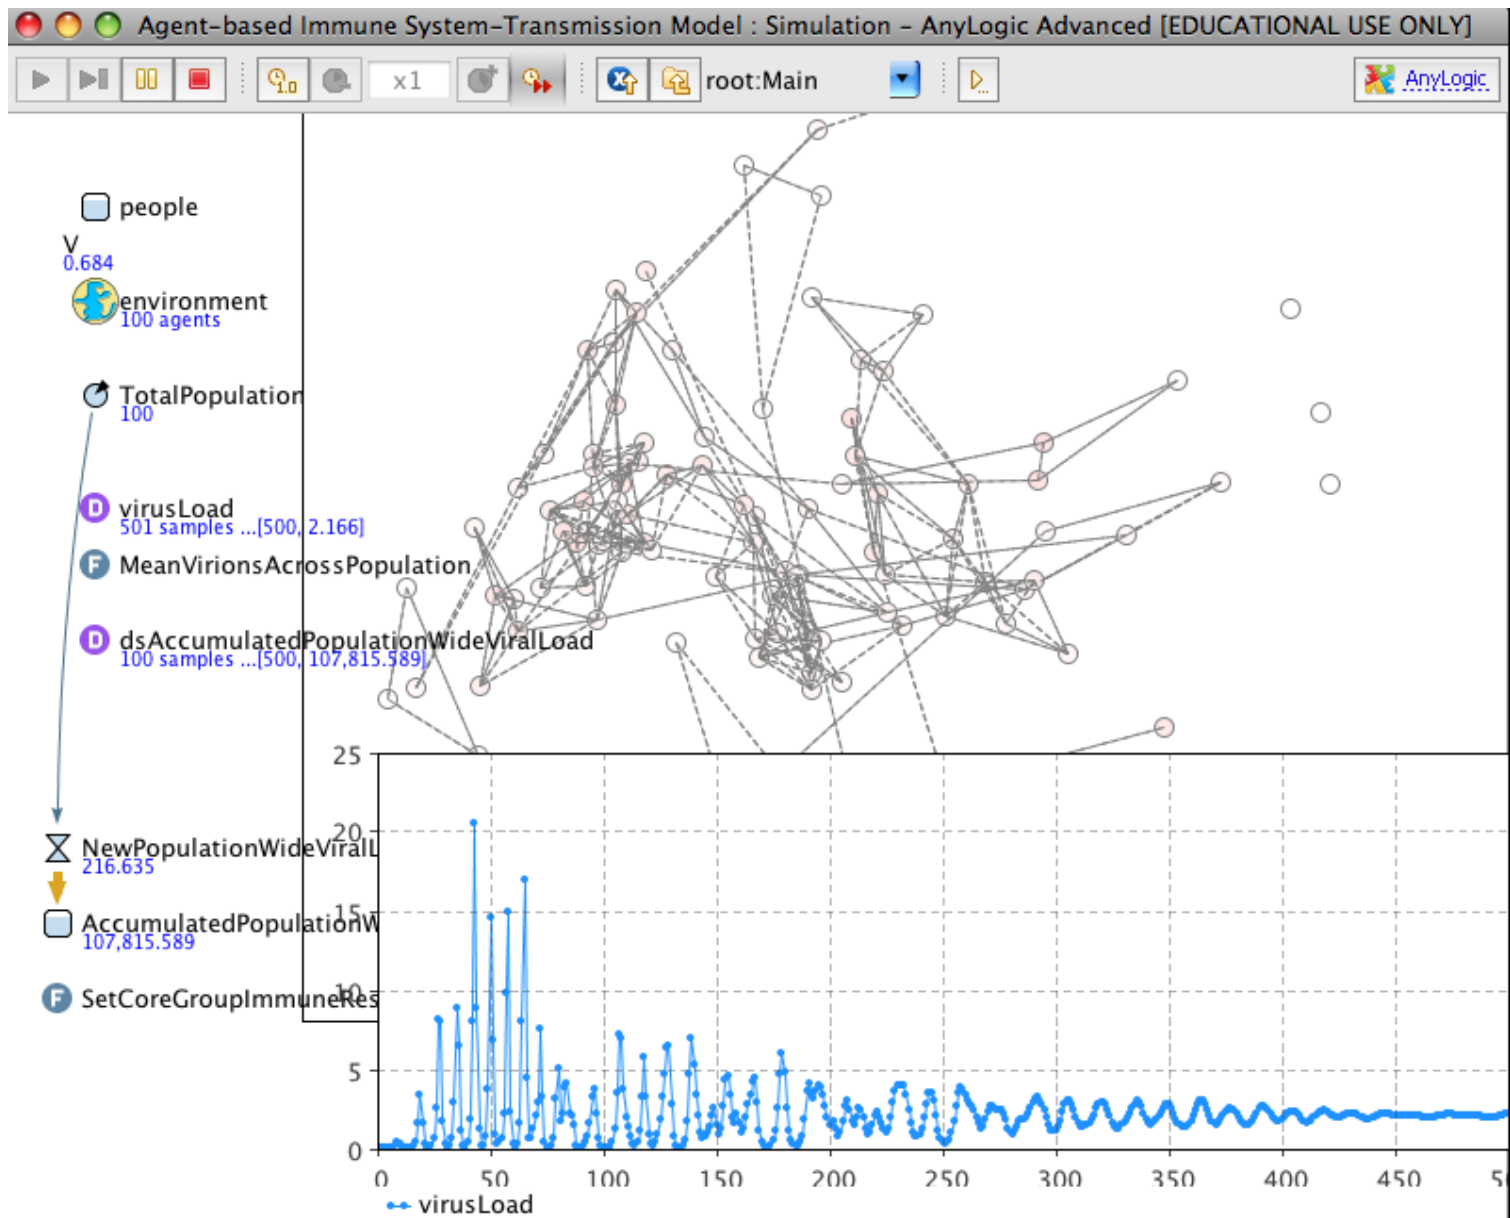 Agent-based Immune System-Transmission Model : Simulation - AnyLogic Advanced [EDUCATIONAL USE ONLY]
1.0
x1
root:Main
AnyLogic
people
V
0.684
environment
100 agents
TotalPopulation
100
D
virusLoad
501 samples ...[500, 2.166]
F
MeanVirionsAcrossPopulation
D
dsAccumulatedPopulationWideViralLoad
100 samples ...[500, 107,815.589]
NewPopulationWideViralL
216.635
AccumulatedPopulationW
107,815.589
F
SetCoreGroupImmuneRes
25
20
15
10
5
0
0 50 100 150 200 250 300 350 400 450
virusLoad